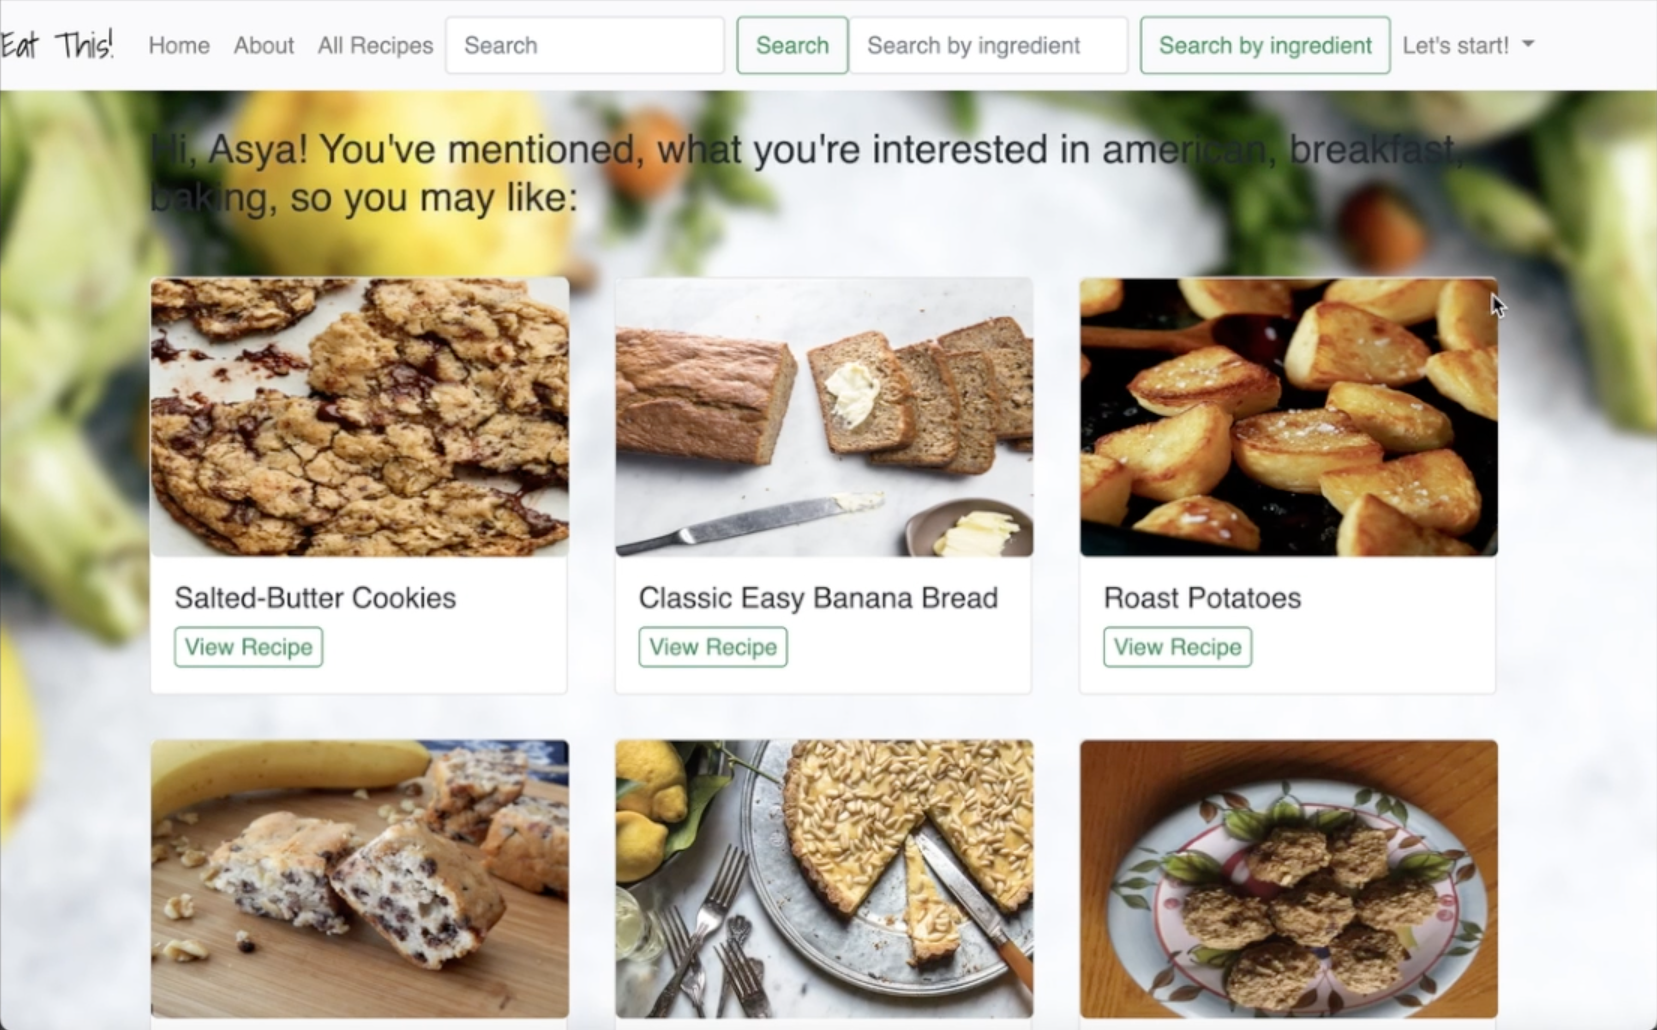 Eat This! Home About All Recipes Search Search Search by ingredient Search by ingredient Let's start!
Hi, Asya! You've mentioned, what you're interested in american, breakfast,
baking, so you may like:
Salted-Butter Cookies Classic Easy Banana Bread Roast Potatoes
View Recipe View Recipe View Recipe